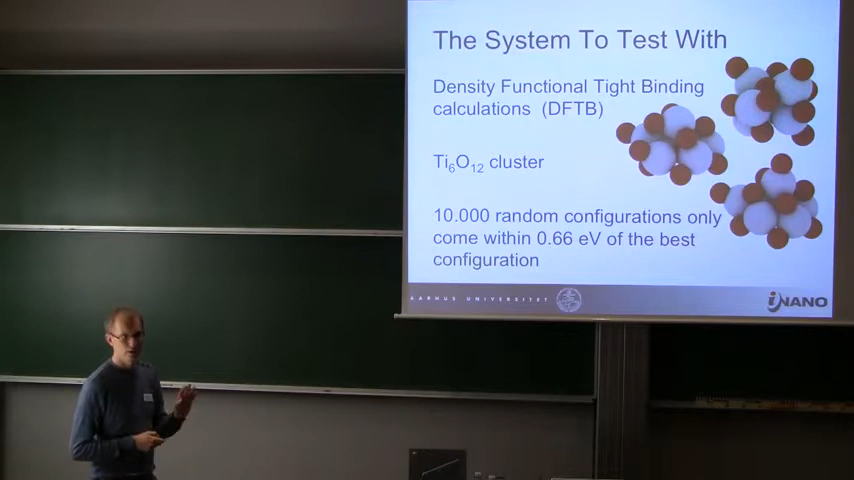 The System To Test With
Density Functional Tight Binding
calculations (DFTB)
Ti₆O₁₂ cluster
10.000 random configurations only
come within 0.66 eV of the best
configuration
AARHUS UNIVERSITET
iNANO